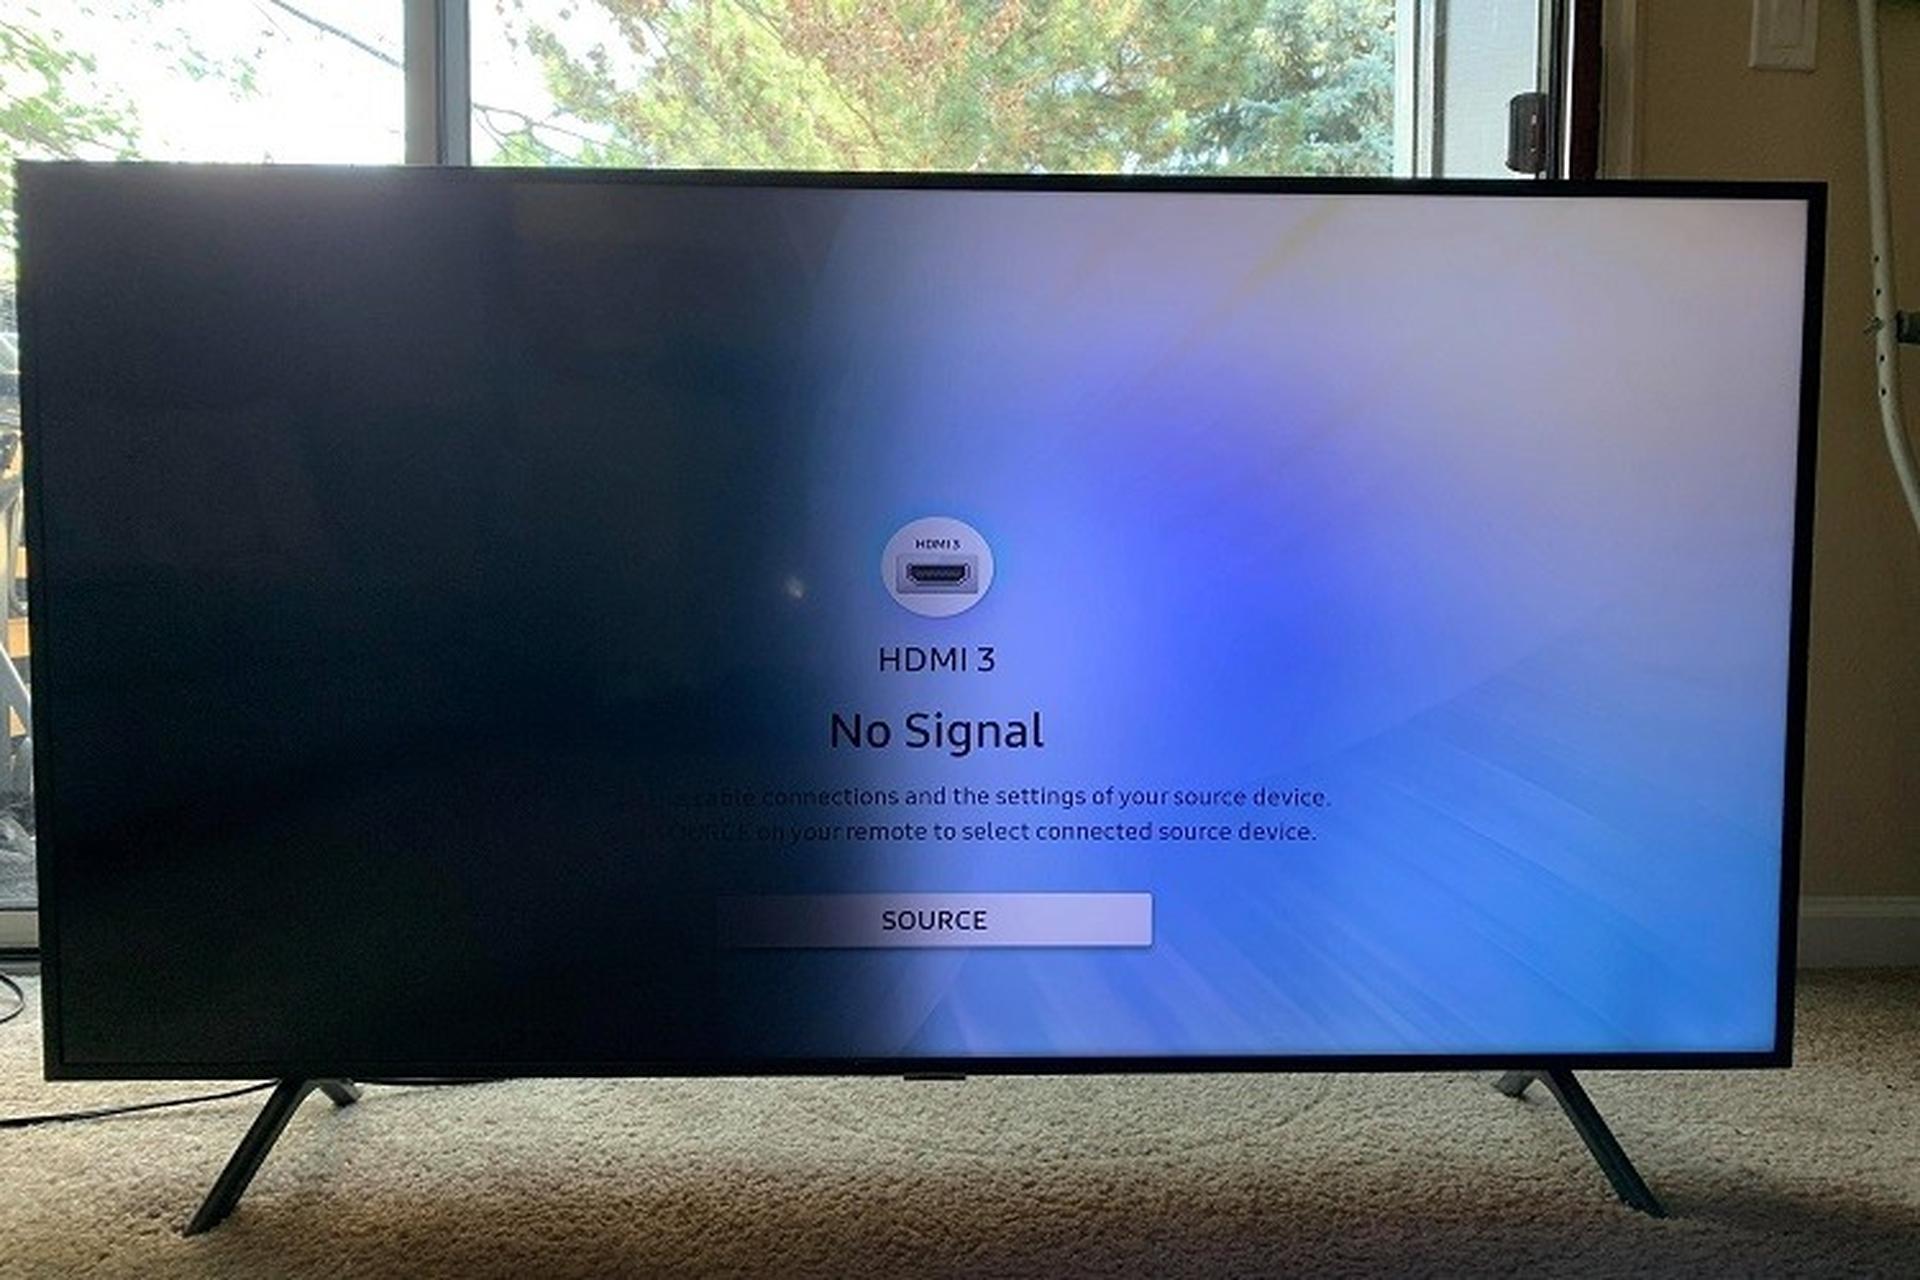 HDMI 3
HDMI 3
No Signal
cable connections and the settings of your source device.
SOURCE on your remote to select connected source device.
SOURCE